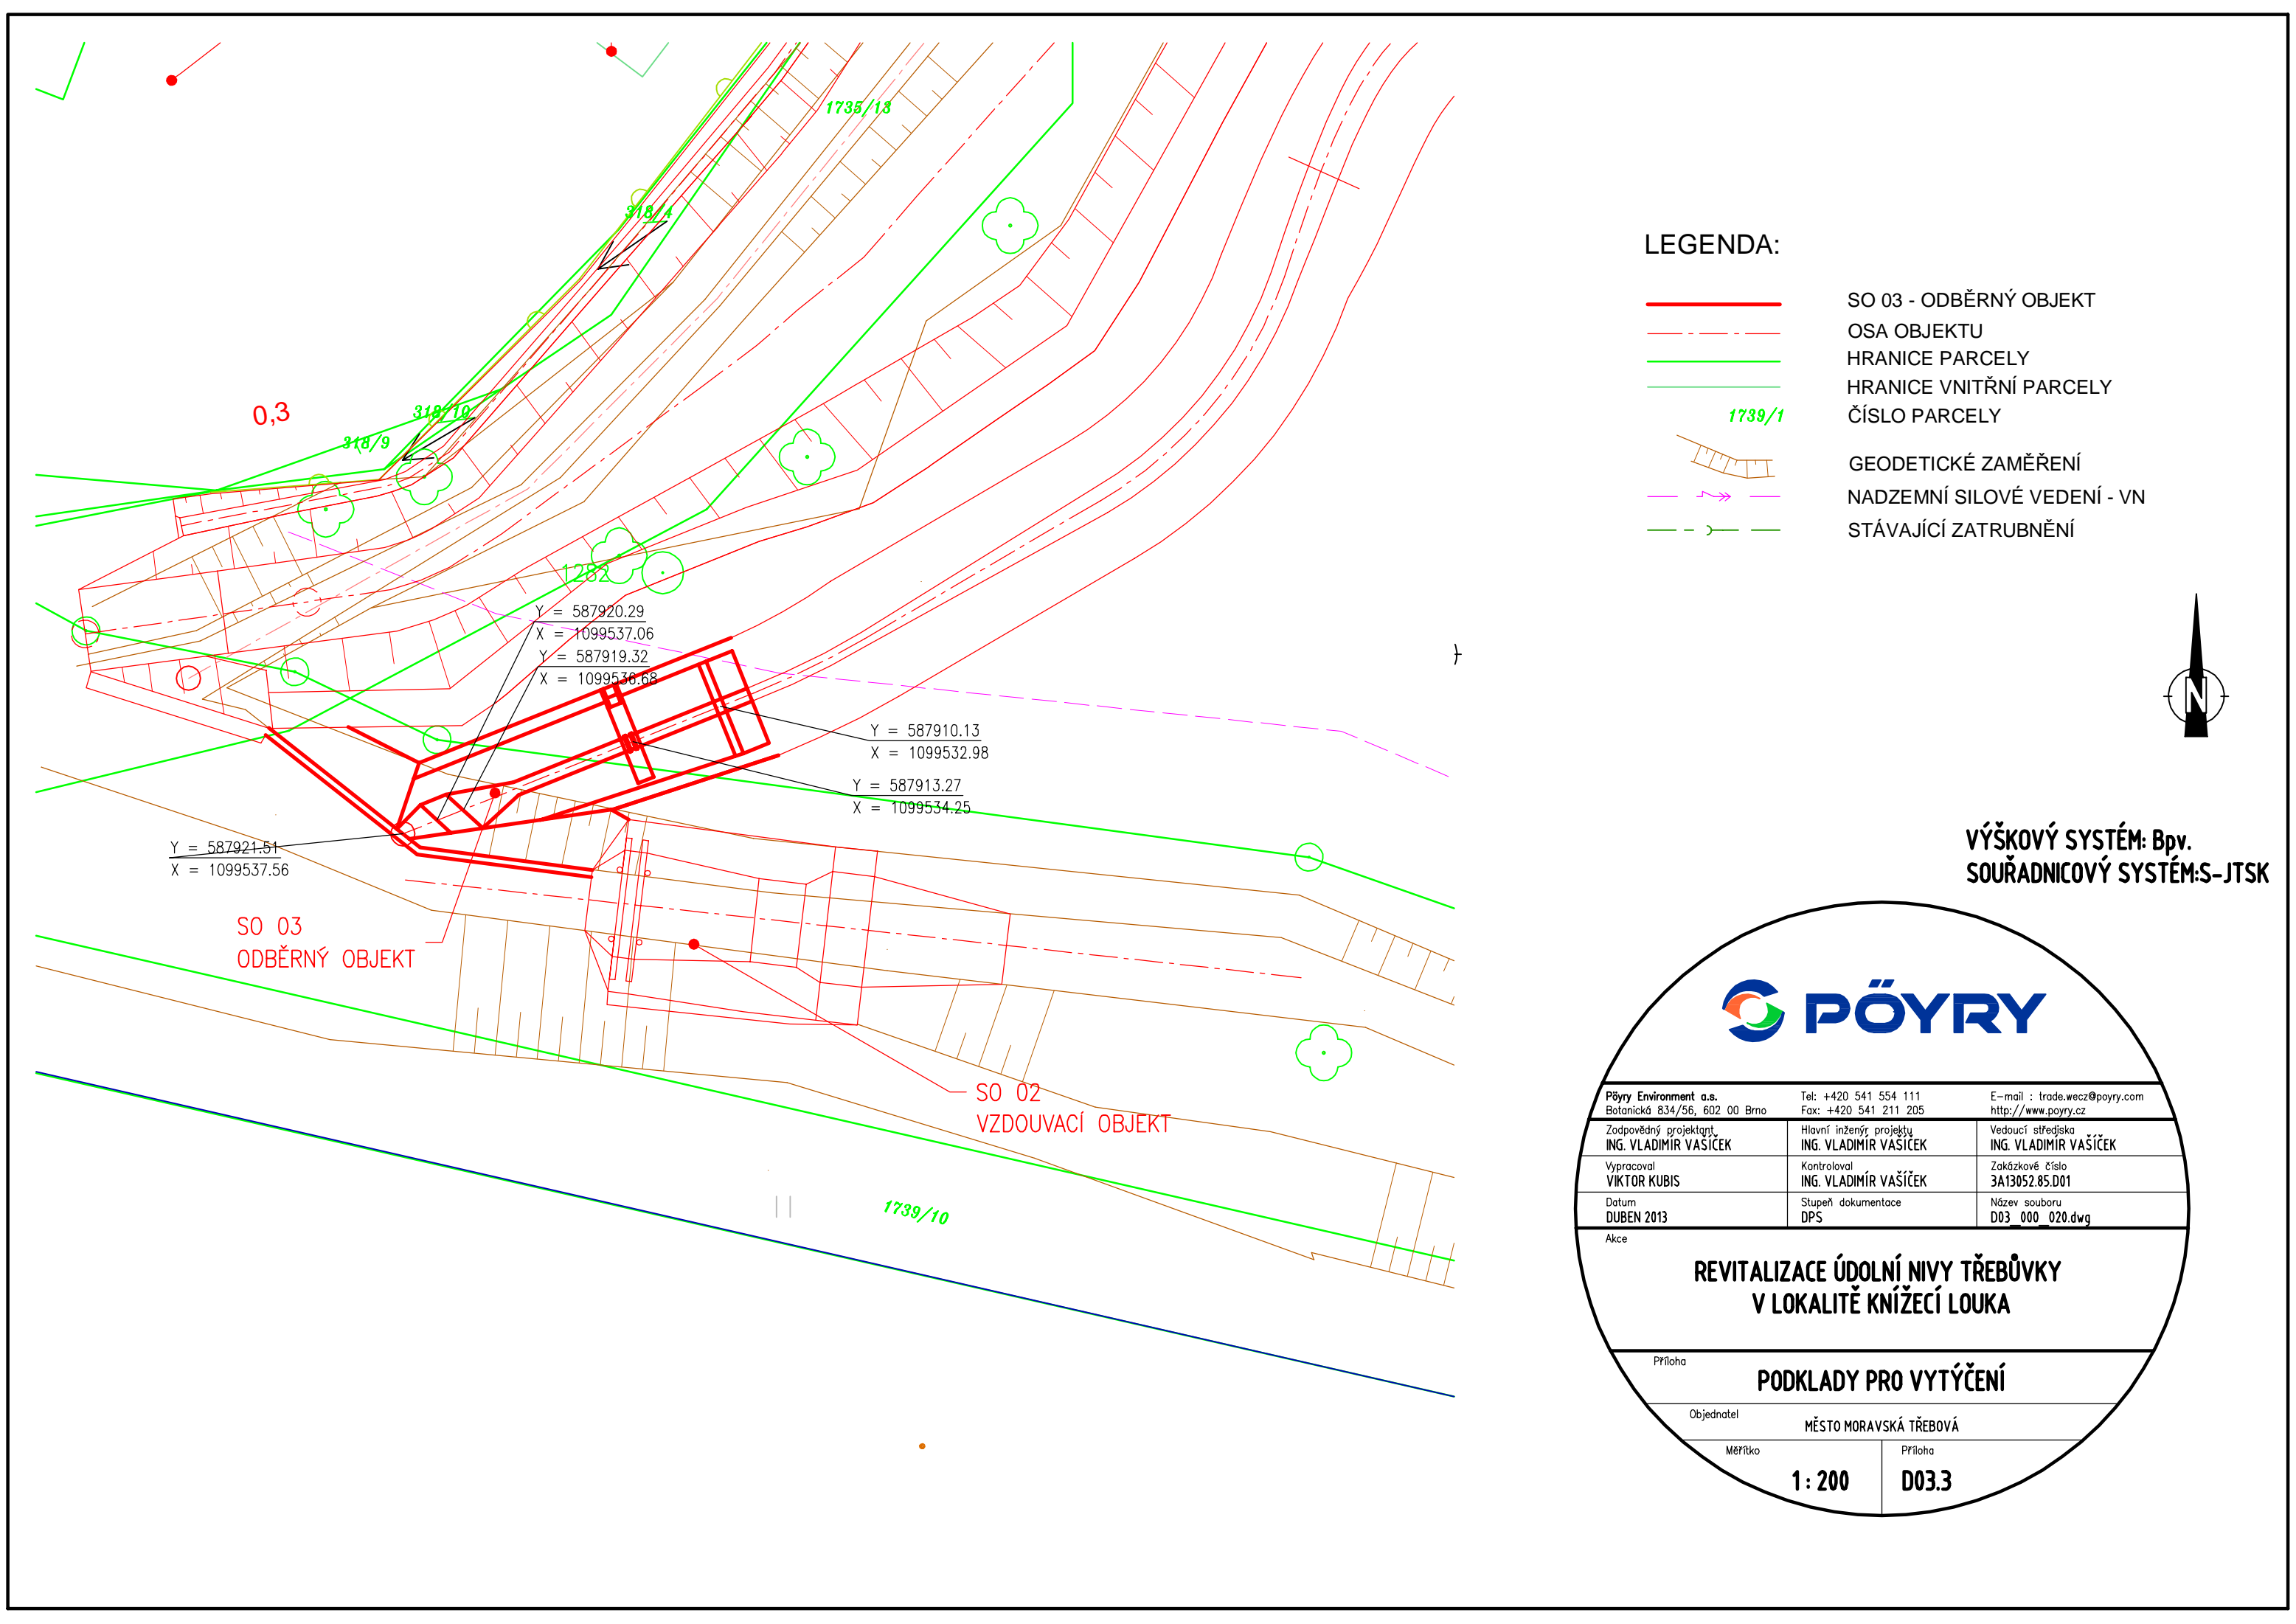 1735/13
318/4
0,3
318/10
318/9
1282
Y = 587920.29
X = 1099537.06
Y = 587919.32
X = 1099536.68
Y = 587910.13
X = 1099532.98
Y = 587913.27
X = 1099534.25
Y = 587921.51
X = 1099537.56
SO 03
ODBĚRNÝ OBJEKT
SO 02
VZDOUVACÍ OBJEKT
1739/10
LEGENDA:
SO 03 - ODBĚRNÝ OBJEKT
OSA OBJEKTU
HRANICE PARCELY
HRANICE VNITŘNÍ PARCELY
1739/1 ČÍSLO PARCELY
GEODETICKÉ ZAMĚŘENÍ
NADZEMNÍ SILOVÉ VEDENÍ - VN
STÁVAJÍCÍ ZATRUBNĚNÍ
N
VÝŠKOVÝ SYSTÉM: Bpv.
SOUŘADNICOVÝ SYSTÉM:S-JTSK
PÖYRY
Pöyry Environment a.s. Tel: +420 541 554 111 E-mail : trade.wecz@poyry.com
Botanická 834/56, 602 00 Brno Fax: +420 541 211 205 http://www.poyry.cz
Zodpovědný projektant Hlavní inženýr projektu Vedoucí střediska
ING. VLADIMÍR VAŠÍČEK ING. VLADIMÍR VAŠÍČEK ING. VLADIMÍR VAŠÍČEK
Vypracoval Kontroloval Zakázkové číslo
VIKTOR KUBIS ING. VLADIMÍR VAŠÍČEK 3A13052.85.D01
Datum Stupeň dokumentace Název souboru
DUBEN 2013 DPS D03_000_020.dwg
Akce
REVITALIZACE ÚDOLNÍ NIVY TŘEBŮVKY
V LOKALITĚ KNÍŽECÍ LOUKA
Příloha
PODKLADY PRO VYTÝČENÍ
Objednatel
MĚSTO MORAVSKÁ TŘEBOVÁ
Měřítko Příloha
1 : 200 D03.3